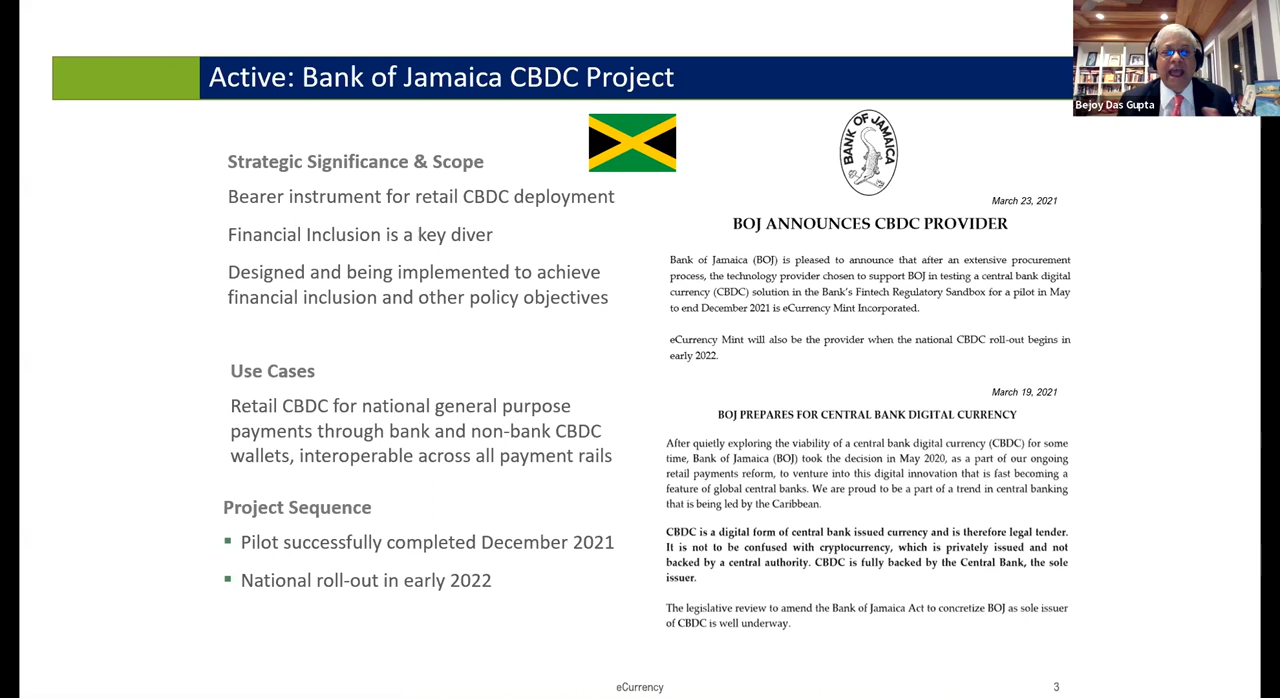 Active: Bank of Jamaica CBDC Project
Bejoy Das Gupta
Strategic Significance & Scope
Bearer instrument for retail CBDC deployment
Financial Inclusion is a key diver
Designed and being implemented to achieve
financial inclusion and other policy objectives
Use Cases
Retail CBDC for national general purpose
payments through bank and non-bank CBDC
wallets, interoperable across all payment rails
Project Sequence
▪ Pilot successfully completed December 2021
▪ National roll-out in early 2022
BANK OF JAMAICA
March 23, 2021
BOJ ANNOUNCES CBDC PROVIDER
Bank of Jamaica (BOJ) is pleased to announce that after an extensive procurement
process, the technology provider chosen to support BOJ in testing a central bank digital
currency (CBDC) solution in the Bank's Fintech Regulatory Sandbox for a pilot in May
to end December 2021 is eCurrency Mint Incorporated.
eCurrency Mint will also be the provider when the national CBDC roll-out begins in
early 2022.
March 19, 2021
BOJ PREPARES FOR CENTRAL BANK DIGITAL CURRENCY
After quietly exploring the viability of a central bank digital currency (CBDC) for some
time, Bank of Jamaica (BOJ) took the decision in May 2020, as a part of our ongoing
retail payments reform, to venture into this digital innovation that is fast becoming a
feature of global central banks. We are proud to be a part of a trend in central banking
that is being led by the Caribbean.
CBDC is a digital form of central bank issued currency and is therefore legal tender.
It is not to be confused with cryptocurrency, which is privately issued and not
backed by a central authority. CBDC is fully backed by the Central Bank, the sole
issuer.
The legislative review to amend the Bank of Jamaica Act to concretize BOJ as sole issuer
of CBDC is well underway.
eCurrency
3